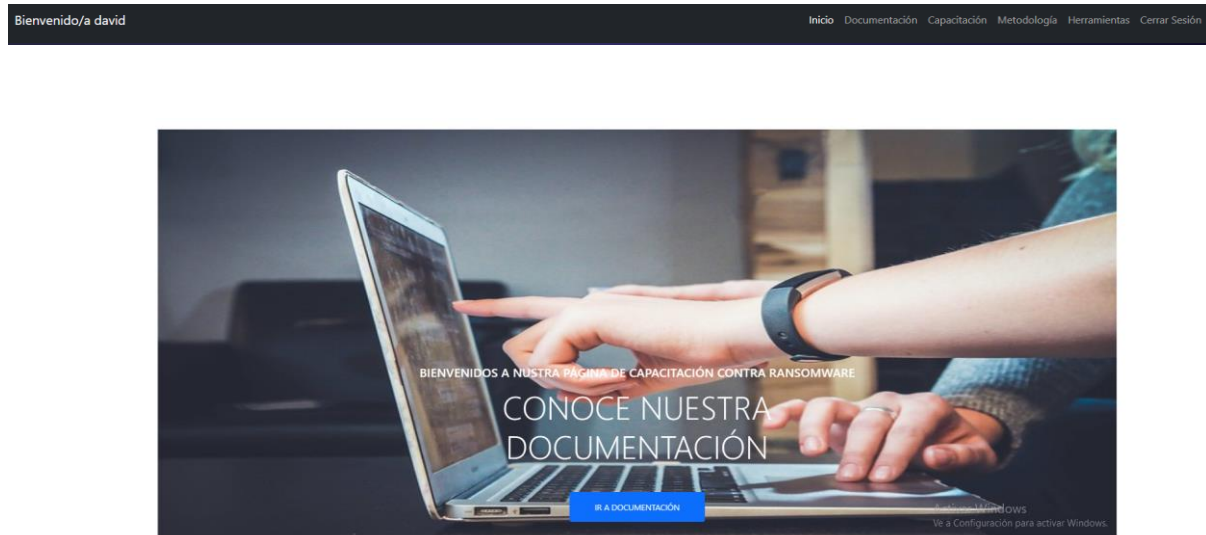 Bienvenido/a david
Inicio Documentación Capacitación Metodología Herramientas Cerrar Sesión
BIENVENIDOS A NUSTRA PÁGINA DE CAPACITACIÓN CONTRA RANSOMWARE
CONOCE NUESTRA
DOCUMENTACIÓN
IR A DOCUMENTACIÓN
Activar Windows
Ve a Configuración para activar Windows.